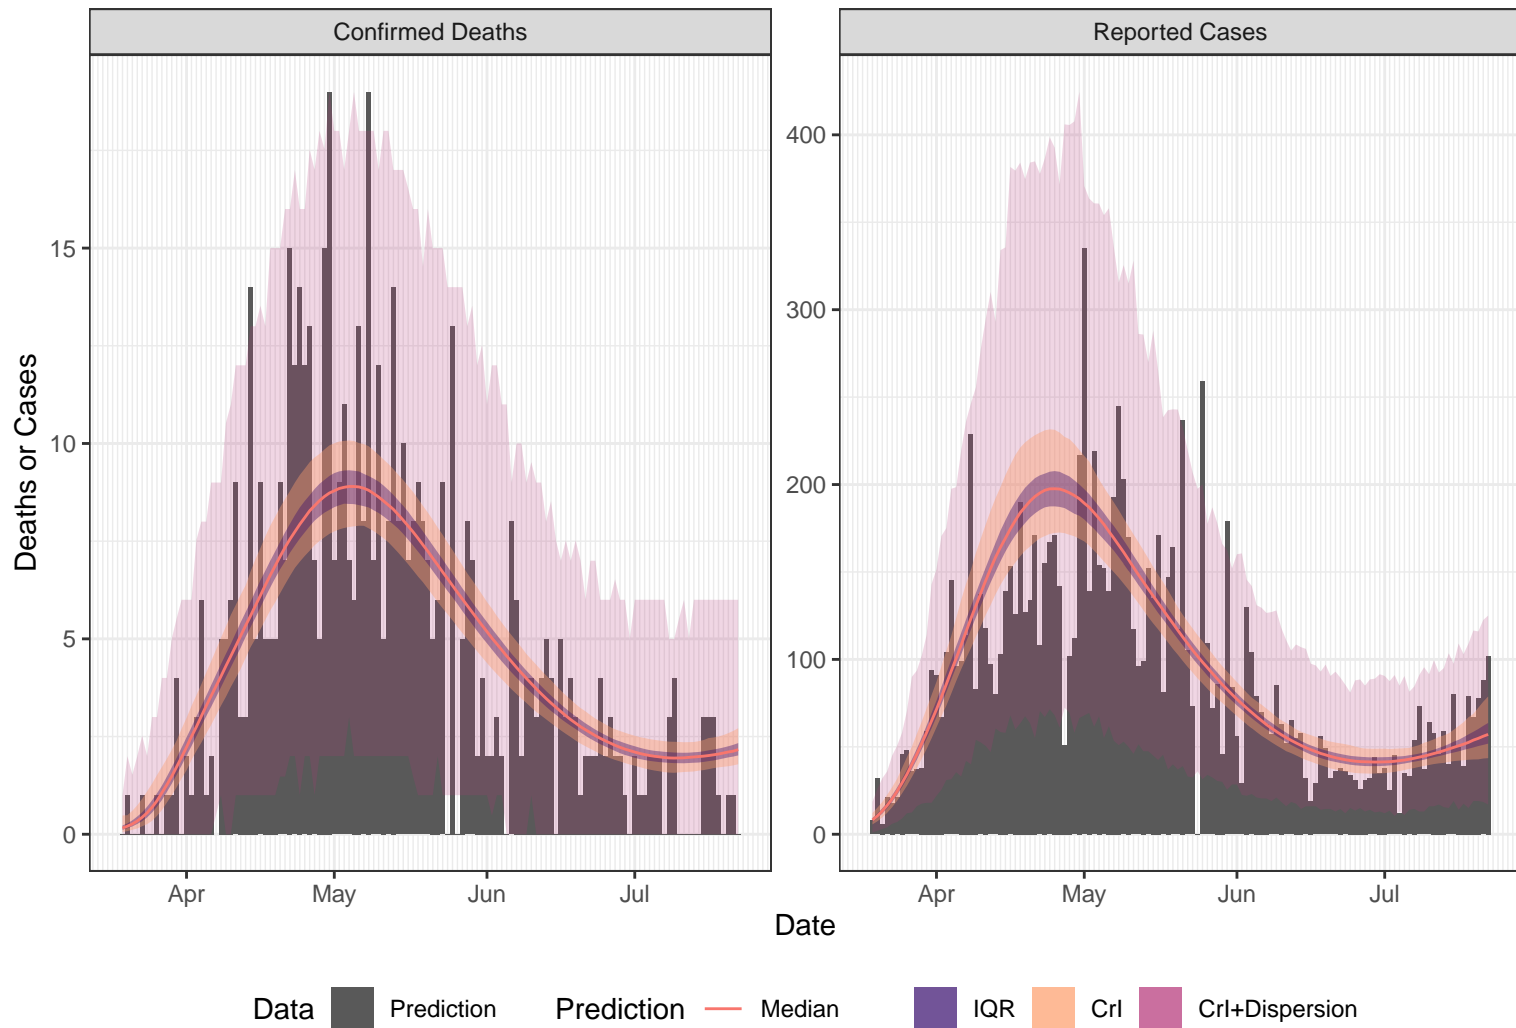 Confirmed Deaths
Reported Cases
Deaths or Cases
15
10
5
0
400
300
200
100
0
Apr May Jun Jul
Apr May Jun Jul
Date
Data Prediction Prediction Median IQR CrI CrI+Dispersion